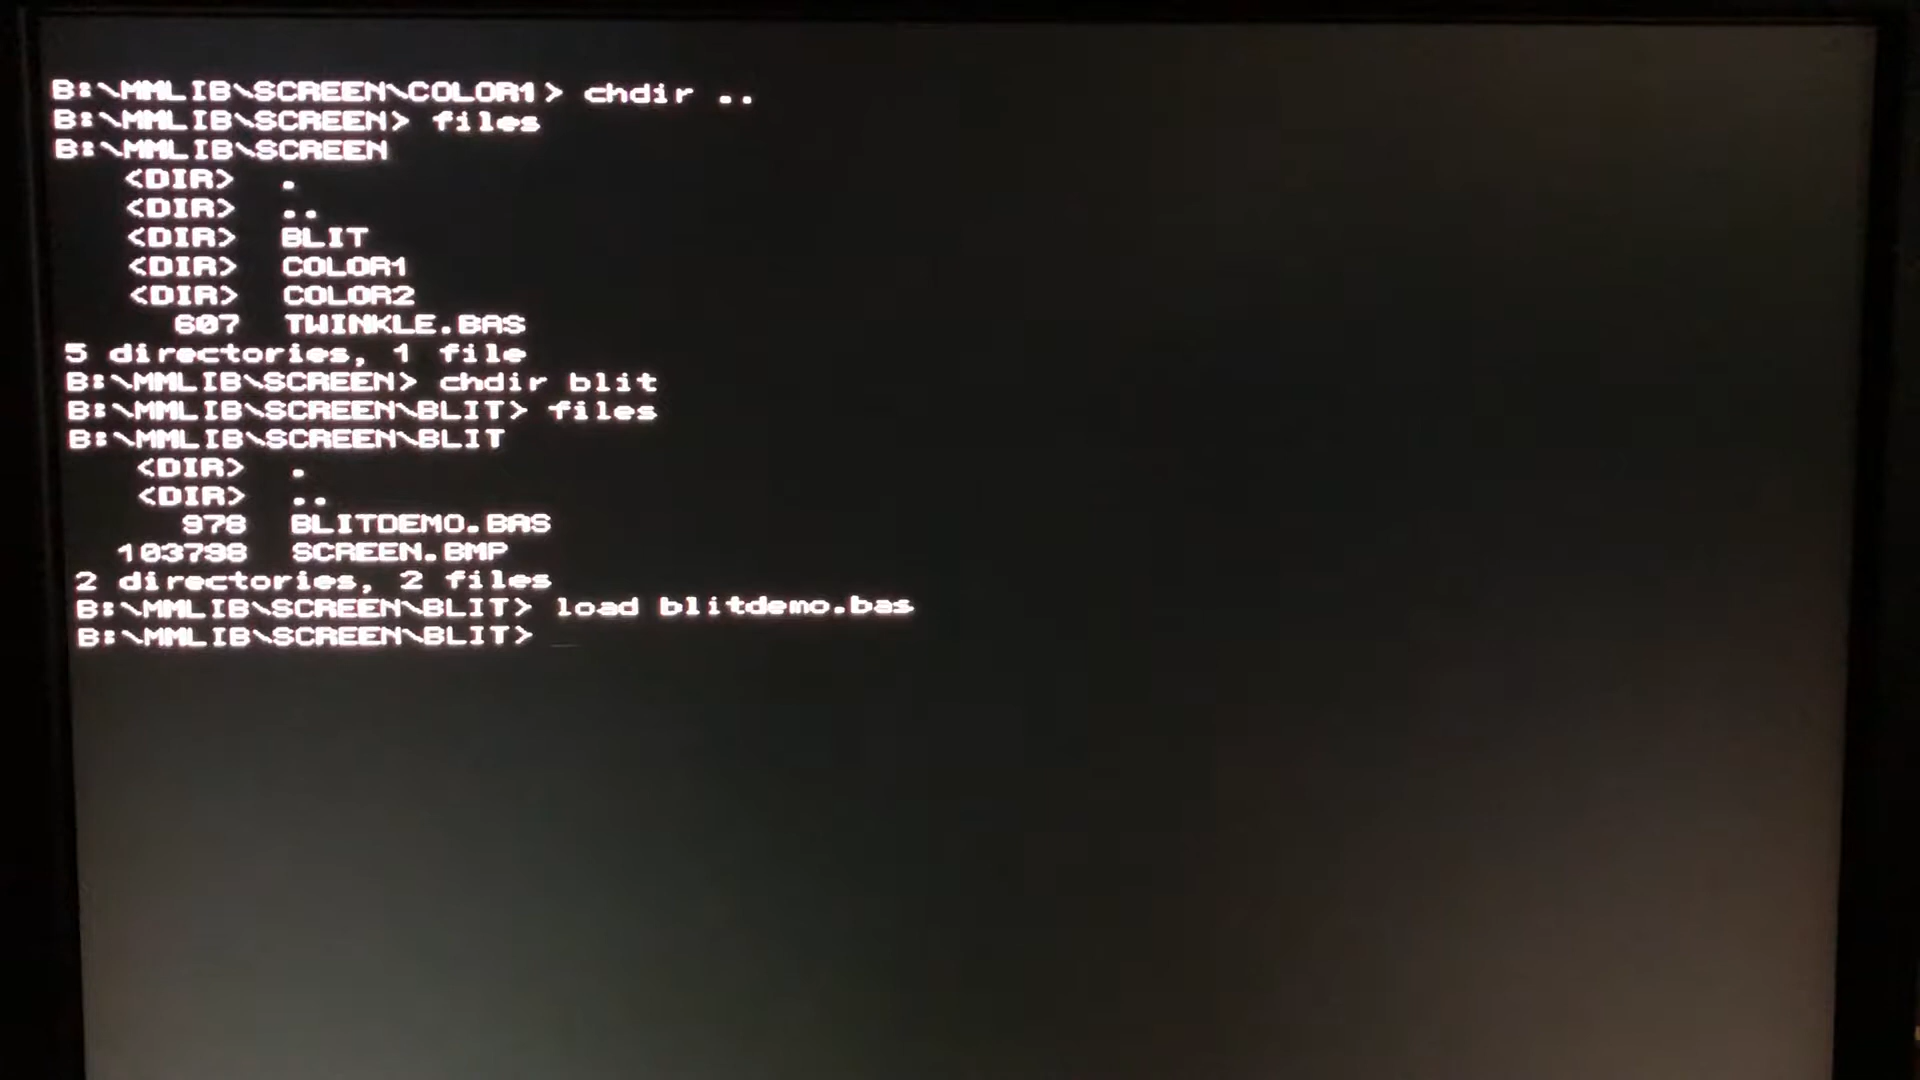 B:\MMLIB\SCREEN\COLOR1> chdir ..
B:\MMLIB\SCREEN> files
B:\MMLIB\SCREEN
<DIR> .
<DIR> ..
<DIR> BLIT
<DIR> COLOR1
<DIR> COLOR2
607 TWINKLE.BAS
5 directories, 1 file
B:\MMLIB\SCREEN> chdir blit
B:\MMLIB\SCREEN\BLIT> files
B:\MMLIB\SCREEN\BLIT
<DIR> .
<DIR> ..
978 BLITDEMO.BAS
103798 SCREEN.BMP
2 directories, 2 files
B:\MMLIB\SCREEN\BLIT> load blitdemo.bas
B:\MMLIB\SCREEN\BLIT> _